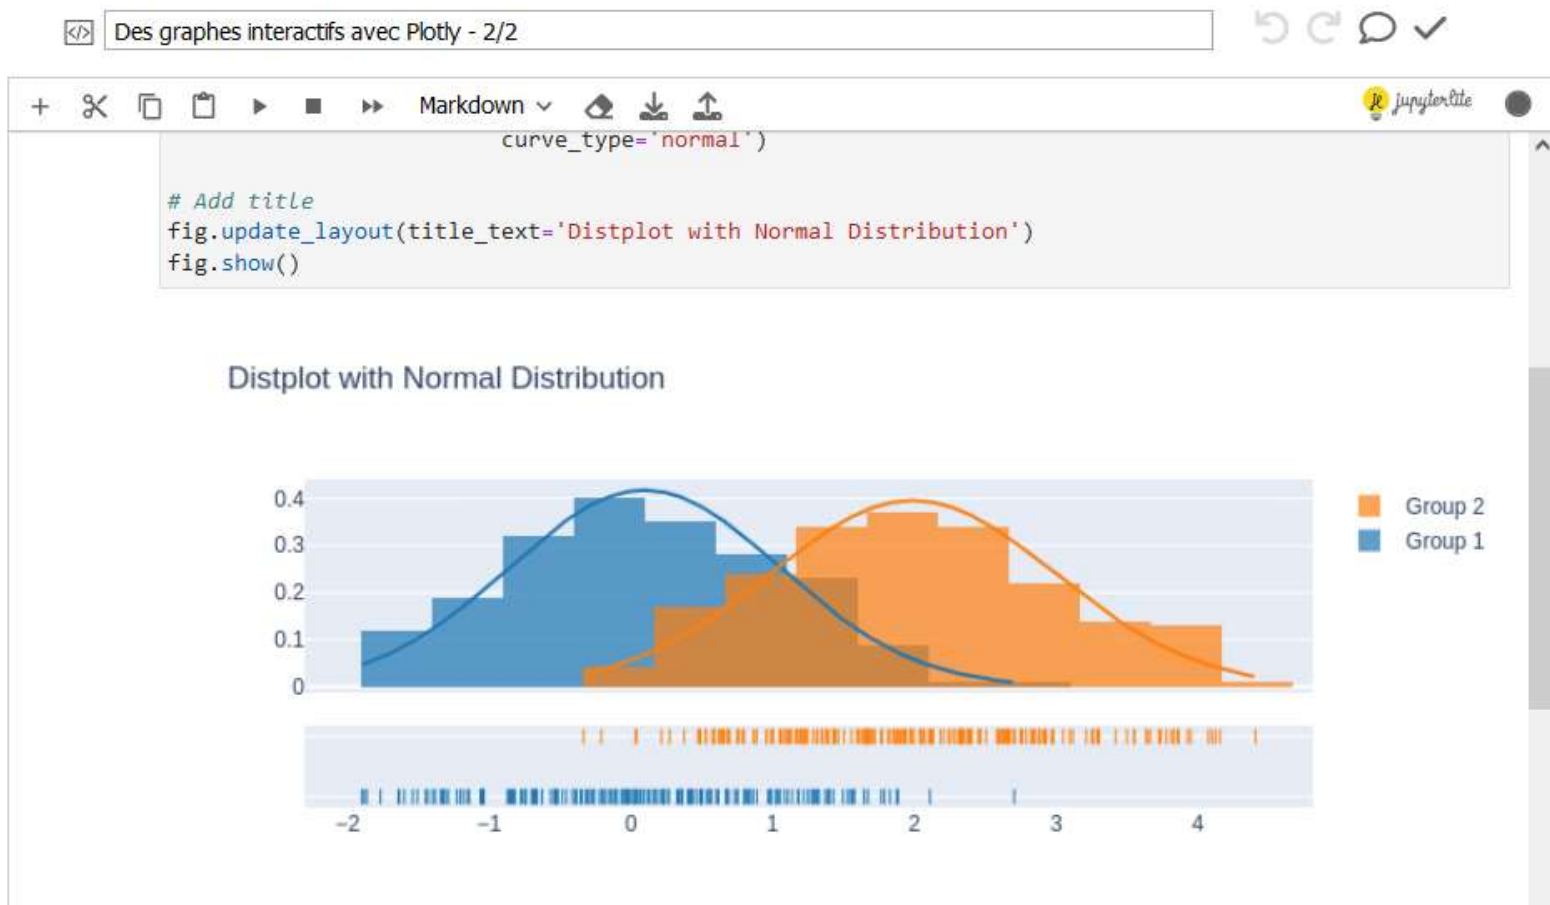 Des graphes interactifs avec Plotly - 2/2
Markdown
jupyterlite
curve_type='normal')
# Add title
fig.update_layout(title_text='Distplot with Normal Distribution')
fig.show()
Distplot with Normal Distribution
0.4
0.3
0.2
0.1
0
Group 2
Group 1
−2 −1 0 1 2 3 4